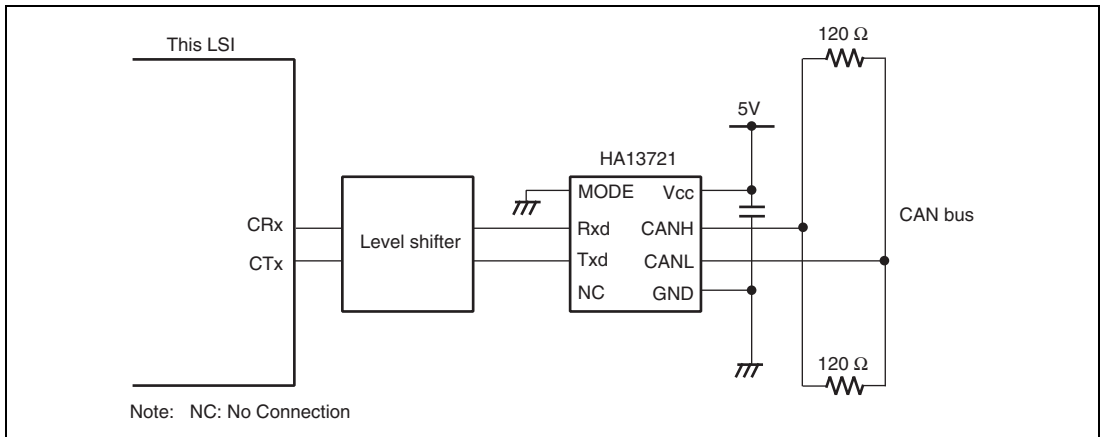 This LSI
CRx
CTx
Level shifter
HA13721
MODE
Rxd
Txd
NC
Vcc
CANH
CANL
GND
5V
120 Ω
CAN bus
120 Ω
Note: NC: No Connection